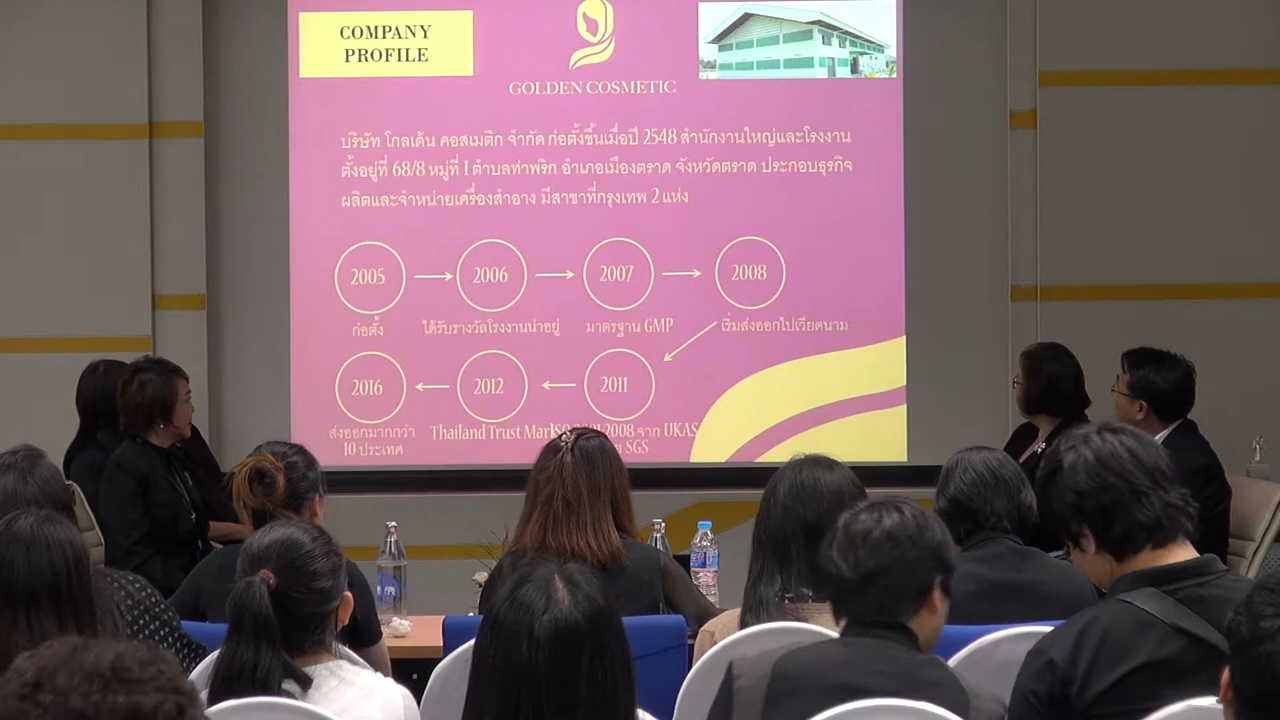 COMPANY
PROFILE
GOLDEN COSMETIC
บริษัท โกลเด้น คอสเมติก จำกัด ก่อตั้งขึ้นเมื่อปี 2548 สำนักงานใหญ่และโรงงาน
ตั้งอยู่ที่ 68/8 หมู่ที่ 1 ตำบลท่าพริก อำเภอเมืองตราด จังหวัดตราด ประกอบธุรกิจ
ผลิตและจำหน่ายเครื่องสำอาง มีสาขาที่กรุงเทพ 2 แห่ง
2005 2006 2007 2008
ก่อตั้ง ได้รับรางวัลโรงงานน่าอยู่ มาตรฐาน GMP เริ่มส่งออกไปเวียดนาม
2016 2012 2011
ส่งออกมากกว่า Thailand Trust Mark 2008 จาก UKAS
10 ประเทศ SGS